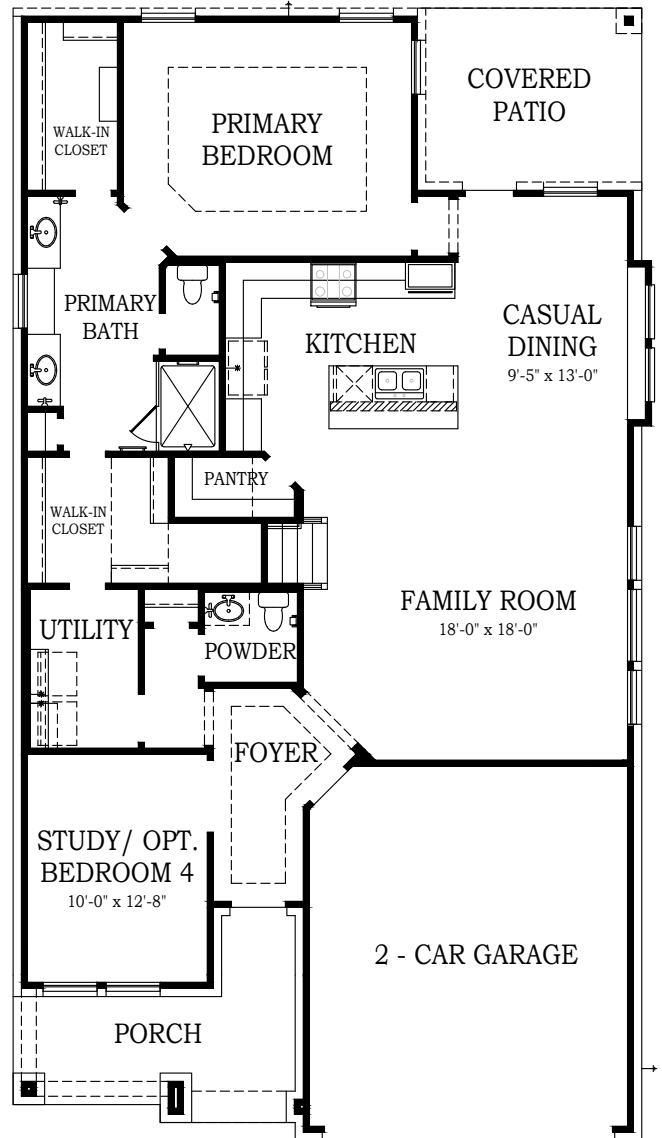 COVERED
PATIO
PRIMARY
BEDROOM
WALK-IN
CLOSET
PRIMARY
BATH
KITCHEN
CASUAL
DINING
9'-5" x 13'-0"
PANTRY
WALK-IN
CLOSET
FAMILY ROOM
18'-0" x 18'-0"
UTILITY
POWDER
FOYER
STUDY/ OPT.
BEDROOM 4
10'-0" x 12'-8"
2 - CAR GARAGE
PORCH